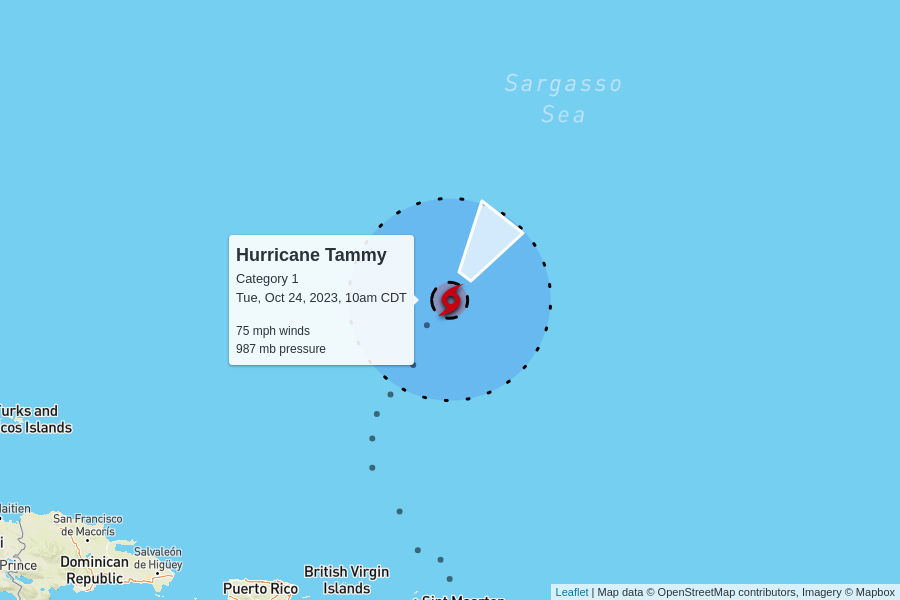 Sargasso
Sea
Hurricane Tammy
Category 1
Tue, Oct 24, 2023, 10am CDT
75 mph winds
987 mb pressure
urks and
cos Islands
aitien
San Francisco
de Macorís
i
Prince
Dominican
Republic
Salvaleón
de Higüey
Puerto Rico
British Virgin
Islands
Sint Maarten
Leaflet | Map data © OpenStreetMap contributors, Imagery © Mapbox